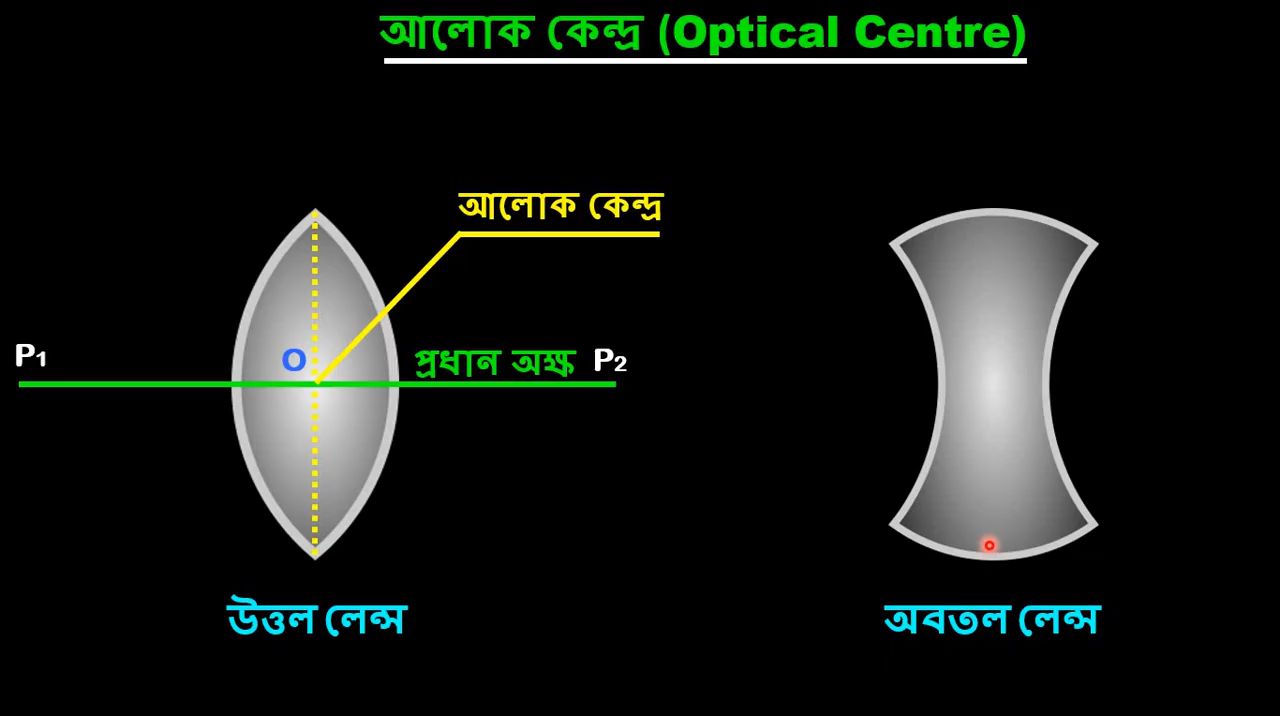 আলোক কেন্দ্র (Optical Centre)
আলোক কেন্দ্র
P₁
O
প্রধান অক্ষ
P₂
উত্তল লেন্স
অবতল লেন্স